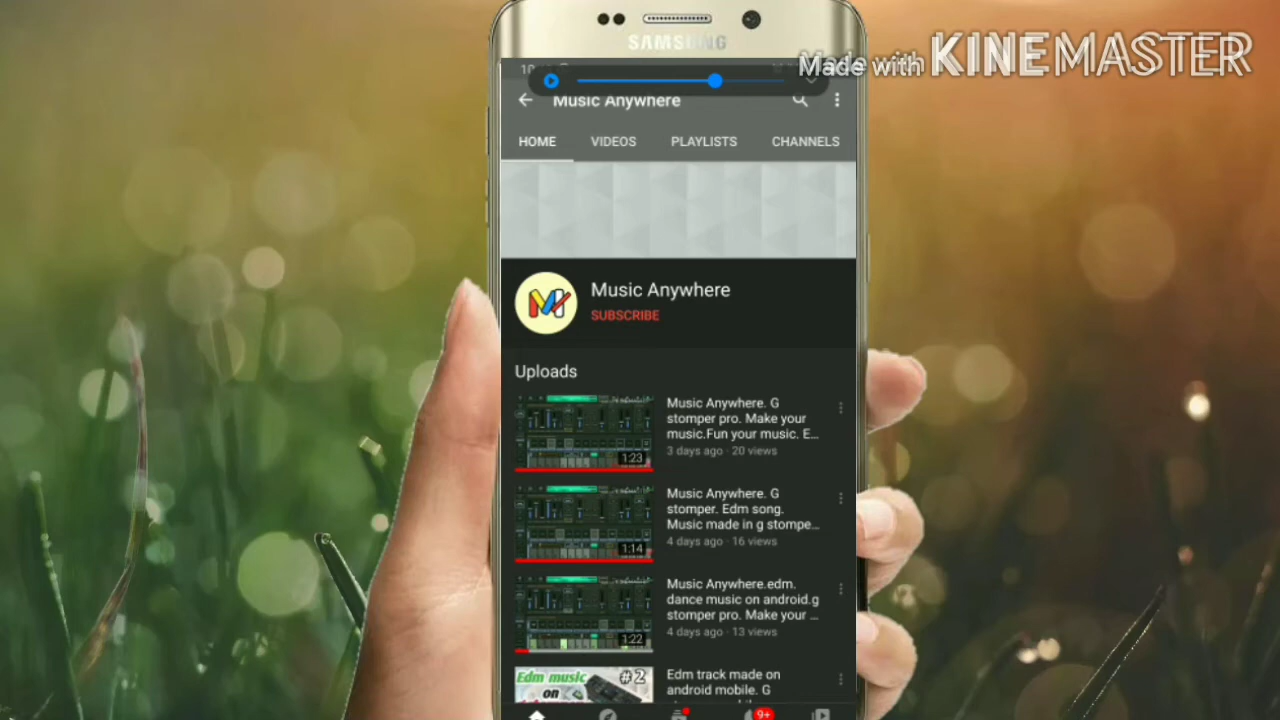 SAMSUNG
Made with KINEMASTER
Music Anywhere
HOME VIDEOS PLAYLISTS CHANNELS
Music Anywhere
SUBSCRIBE
Uploads
Music Anywhere. G
stomper pro. Make your
music.Fun your music. E...
3 days ago · 20 views
1:23
Music Anywhere. G
stomper. Edm song.
Music made in g stompe...
4 days ago · 16 views
1:14
Music Anywhere.edm.
dance music on android.g
stomper pro. Make your ...
4 days ago · 13 views
1:22
Edm music #2
on
Edm track made on
android mobile. G
9+